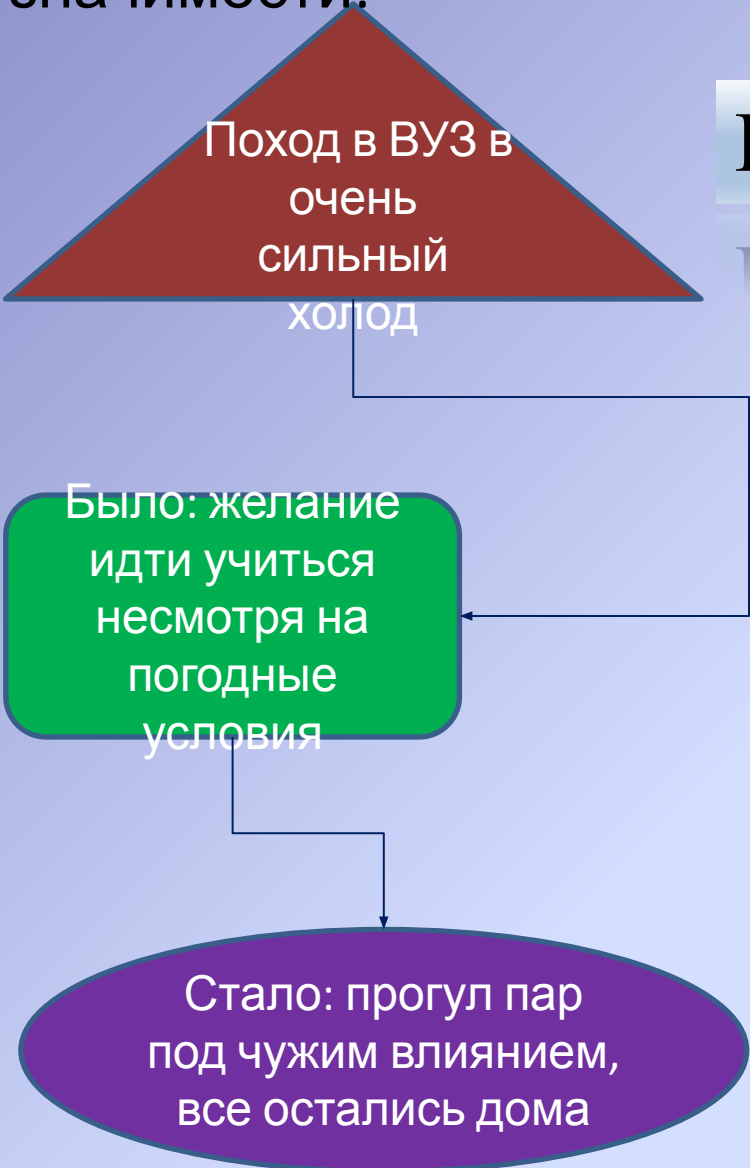 значимости.
Поход в ВУЗ в
очень
сильный
холод
Было: желание
идти учиться
несмотря на
погодные
условия
Стало: прогул пар
под чужим влиянием,
все остались дома